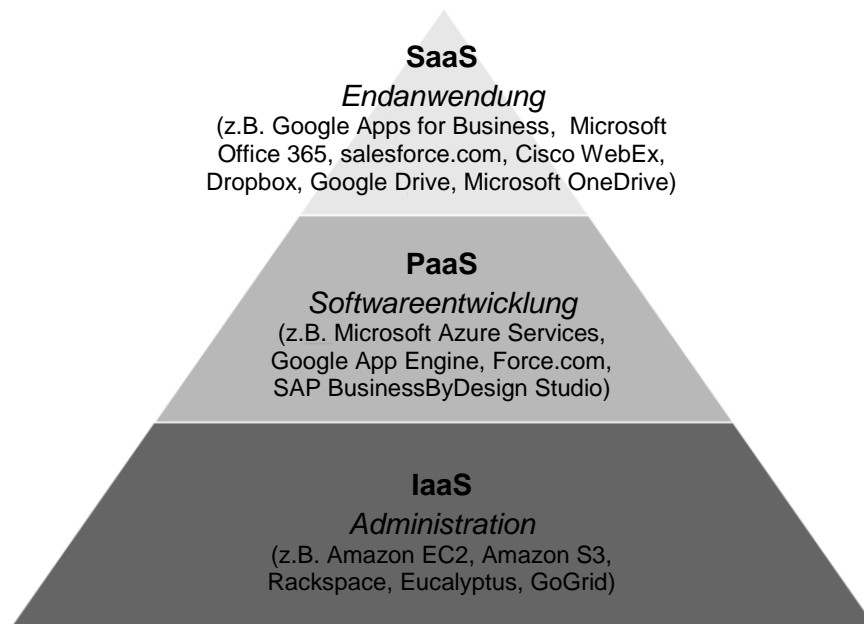 SaaS
Endanwendung
(z.B. Google Apps for Business, Microsoft
Office 365, salesforce.com, Cisco WebEx,
Dropbox, Google Drive, Microsoft OneDrive)
PaaS
Softwareentwicklung
(z.B. Microsoft Azure Services,
Google App Engine, Force.com,
SAP BusinessByDesign Studio)
IaaS
Administration
(z.B. Amazon EC2, Amazon S3,
Rackspace, Eucalyptus, GoGrid)